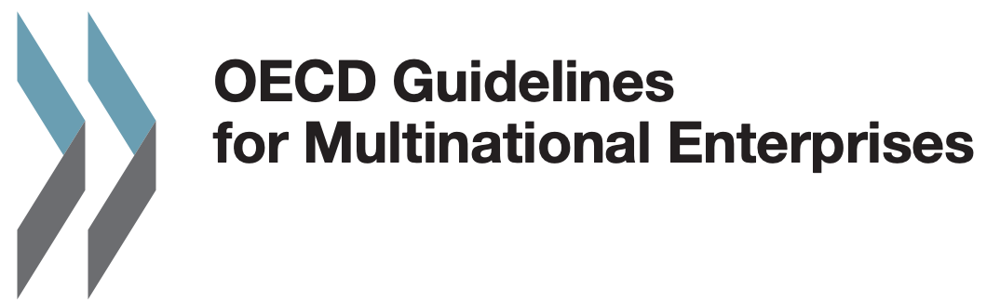 OECD Guidelines
for Multinational Enterprises